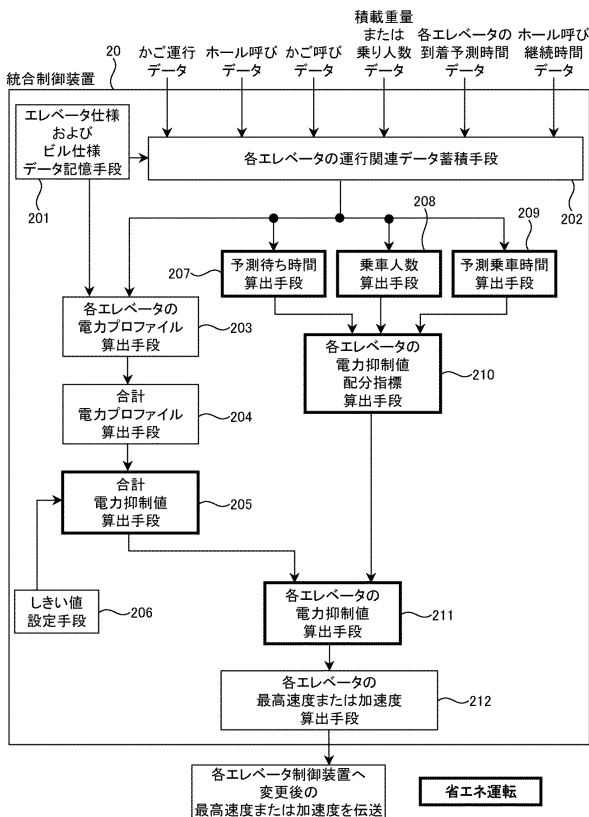 積載重量
または
乗り人数
データ
各エレベータの
到着予測時間
データ
ホール呼び
継続時間
データ
かご運行
データ
ホール呼び
データ
かご呼び
データ
20
統合制御装置
エレベータ仕様
および
ビル仕様
データ記憶手段
201
各エレベータの運行関連データ蓄積手段
202
207
予測待ち時間
算出手段
208
乗車人数
算出手段
209
予測乗車時間
算出手段
各エレベータの
電力プロファイル
算出手段
203
各エレベータの
電力抑制値
配分指標
算出手段
210
合計
電力プロファイル
算出手段
204
合計
電力抑制値
算出手段
205
しきい値
設定手段
206
各エレベータの
電力抑制値
算出手段
211
各エレベータの
最高速度または加速度
算出手段
212
各エレベータ制御装置へ
変更後の
最高速度または加速度を伝送
省エネ運転